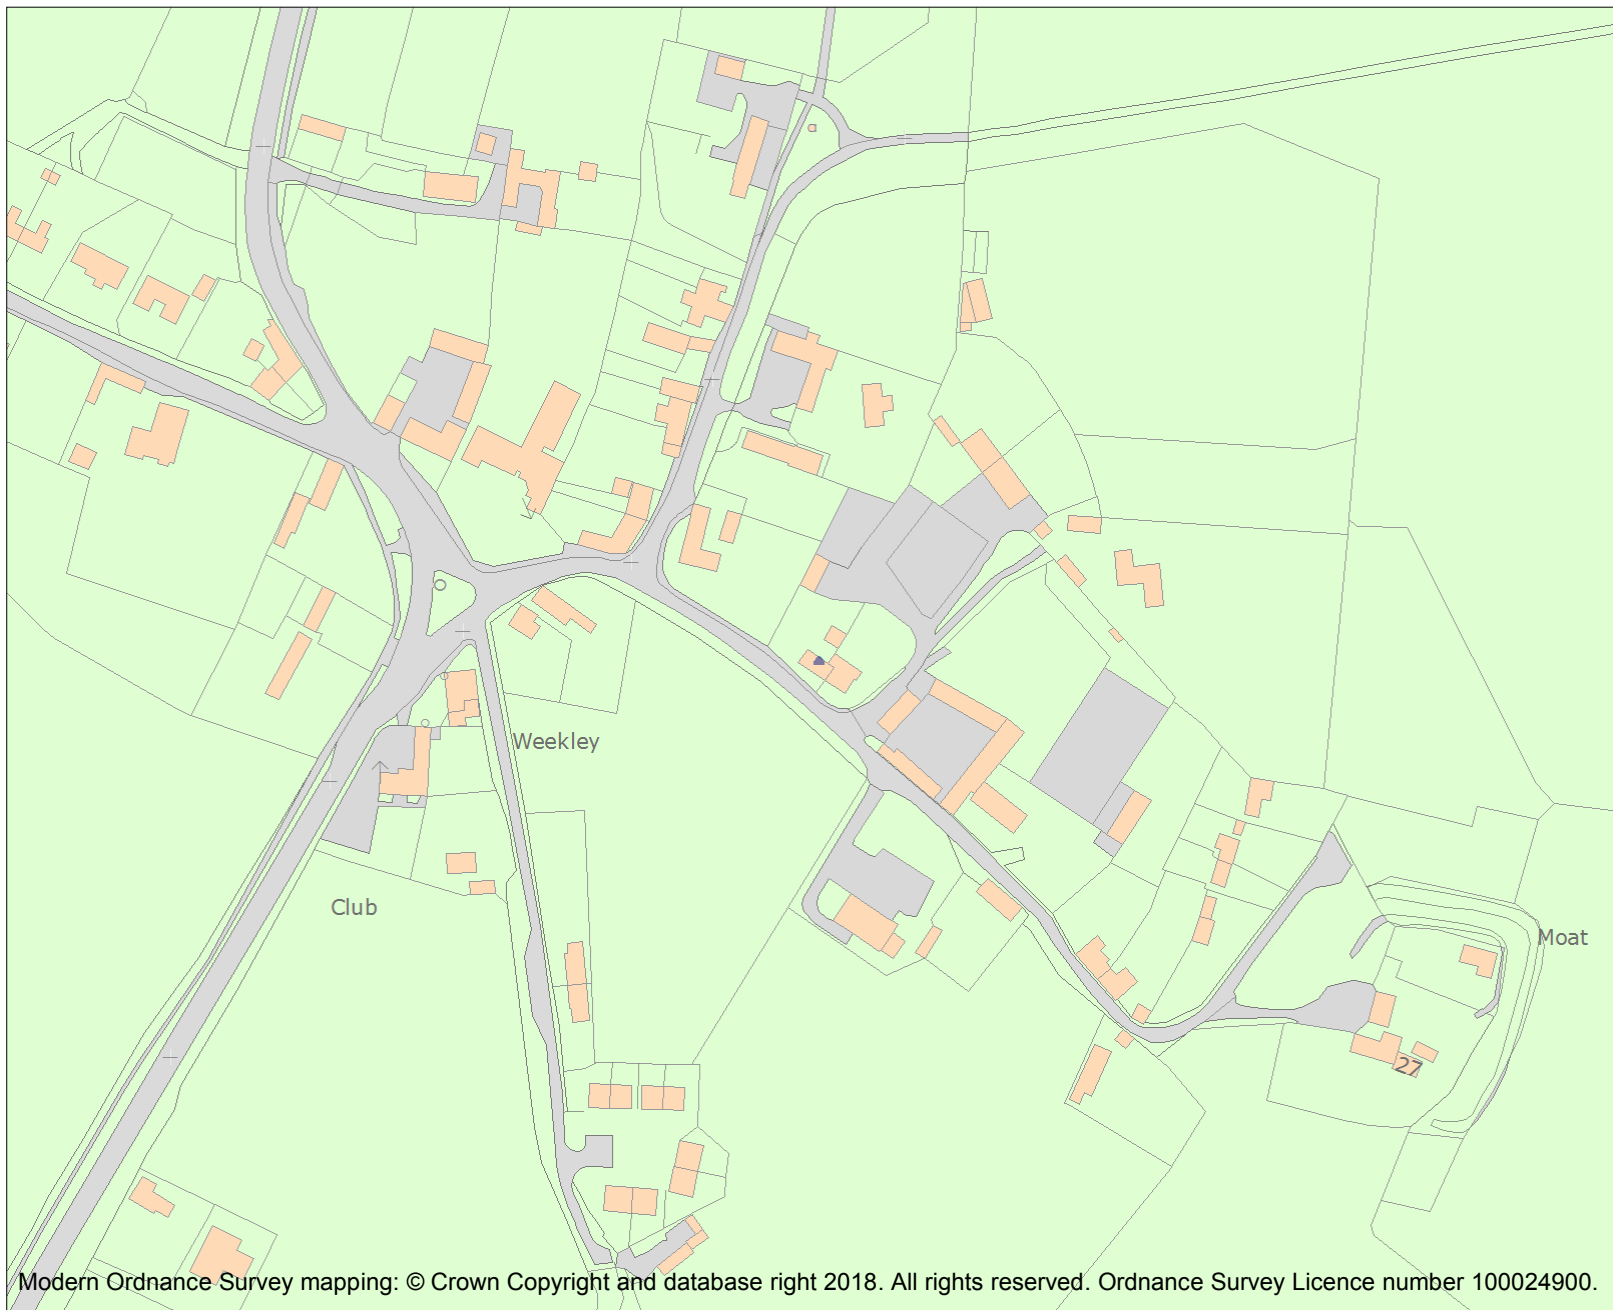 Weekley
Club
Moat
27
Modern Ordnance Survey mapping: © Crown Copyright and database right 2018. All rights reserved. Ordnance Survey Licence number 100024900.